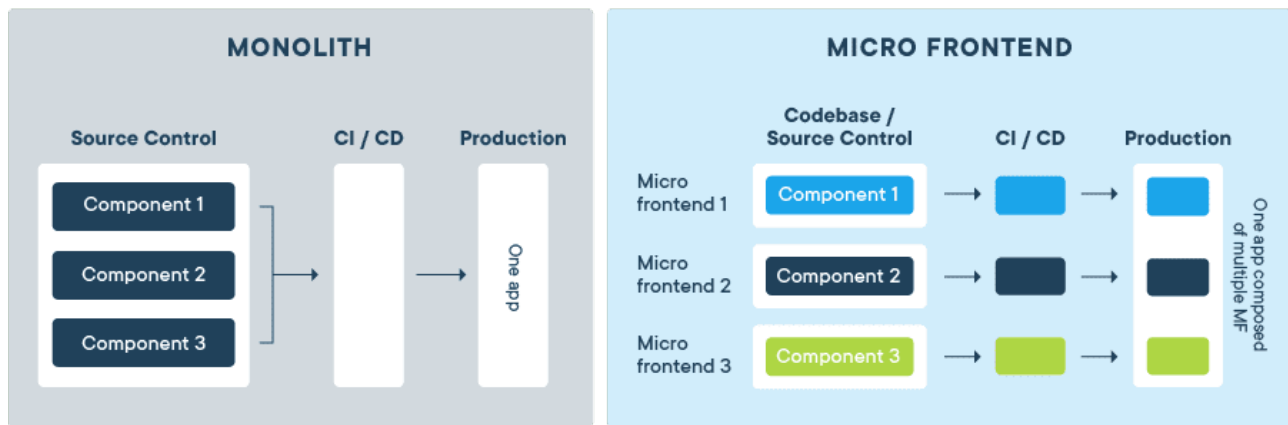 MONOLITH
Source Control
CI / CD
Production
Component 1
Component 2
Component 3
One app
MICRO FRONTEND
Codebase /
Source Control
CI / CD
Production
Micro
frontend 1
Component 1
Micro
frontend 2
Component 2
Micro
frontend 3
Component 3
One app composed
of multiple MF